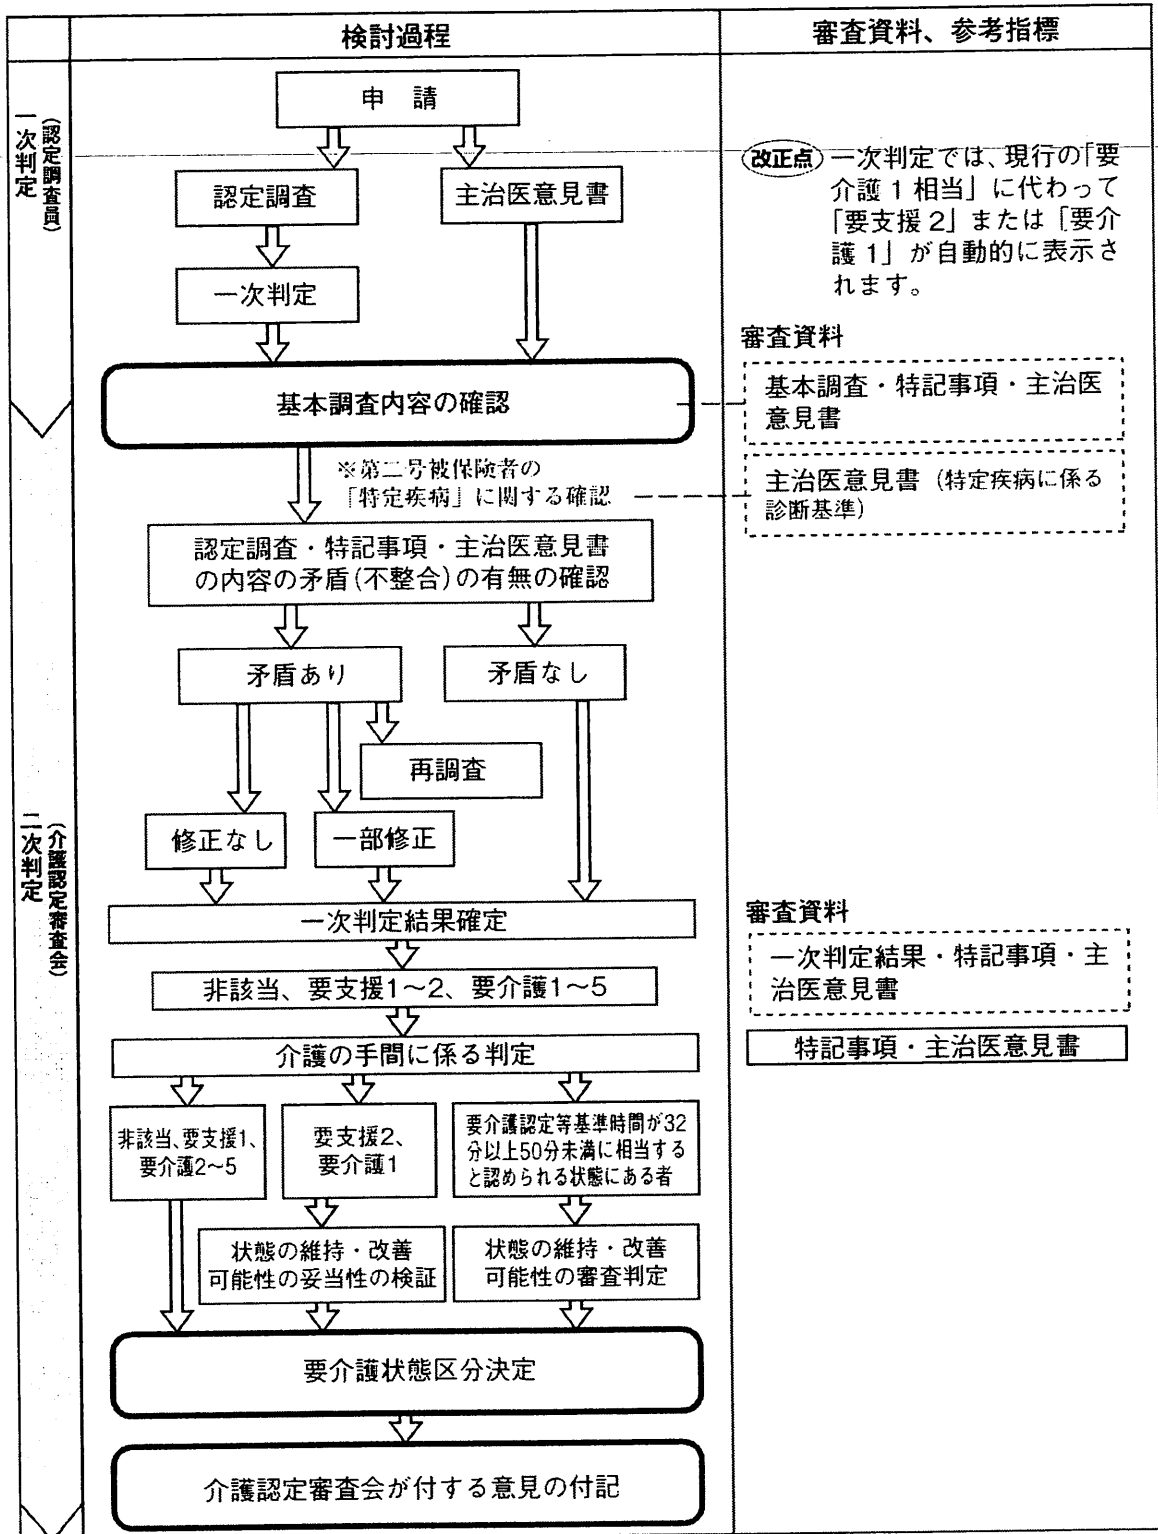 検討過程
審査資料、参考指標
一次判定
（認定調査員）
申　請
認定調査
主治医意見書
一次判定
改正点
一次判定では、現行の「要
介護１相当」に代わって
「要支援２」または「要介
護１」が自動的に表示さ
れます。
審査資料
基本調査内容の確認
基本調査・特記事項・主治医
意見書
※第二号被保険者の
「特定疾病」に関する確認
主治医意見書（特定疾病に係る
診断基準）
認定調査・特記事項・主治医意見書
の内容の矛盾(不整合)の有無の確認
矛盾あり
矛盾なし
再調査
修正なし
一部修正
二次判定
（介護認定審査会）
一次判定結果確定
審査資料
一次判定結果・特記事項・主
治医意見書
非該当、要支援1～2、要介護1～5
介護の手間に係る判定
特記事項・主治医意見書
非該当、要支援1、
要介護2～5
要支援2、
要介護1
要介護認定等基準時間が32
分以上50分未満に相当する
と認められる状態にある者
状態の維持・改善
可能性の妥当性の検証
状態の維持・改善
可能性の審査判定
要介護状態区分決定
介護認定審査会が付する意見の付記